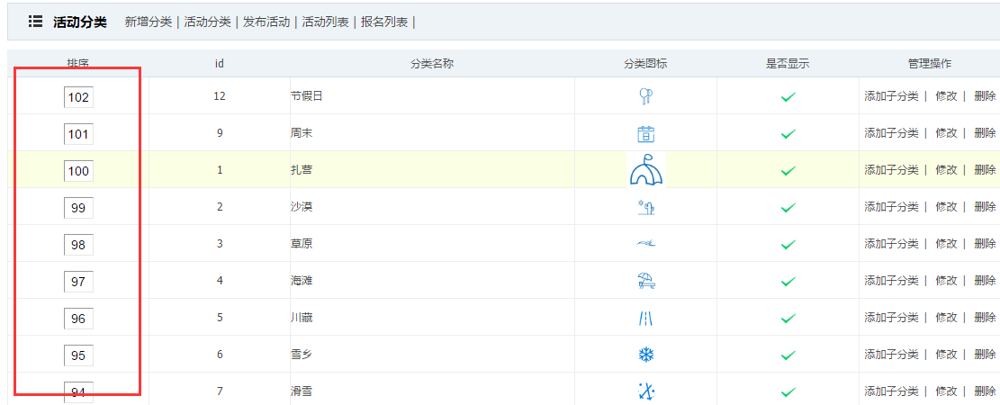 活动分类 新增分类 | 活动分类 | 发布活动 | 活动列表 | 报名列表 |
排序 id 分类名称 分类图标 是否显示 管理操作
102 12 节假日 添加子分类 | 修改 | 删除
101 9 周末 添加子分类 | 修改 | 删除
100 1 扎营 添加子分类 | 修改 | 删除
99 2 沙漠 添加子分类 | 修改 | 删除
98 3 草原 添加子分类 | 修改 | 删除
97 4 海滩 添加子分类 | 修改 | 删除
96 5 川藏 添加子分类 | 修改 | 删除
95 6 雪乡 添加子分类 | 修改 | 删除
94 7 滑雪 添加子分类 | 修改 | 删除